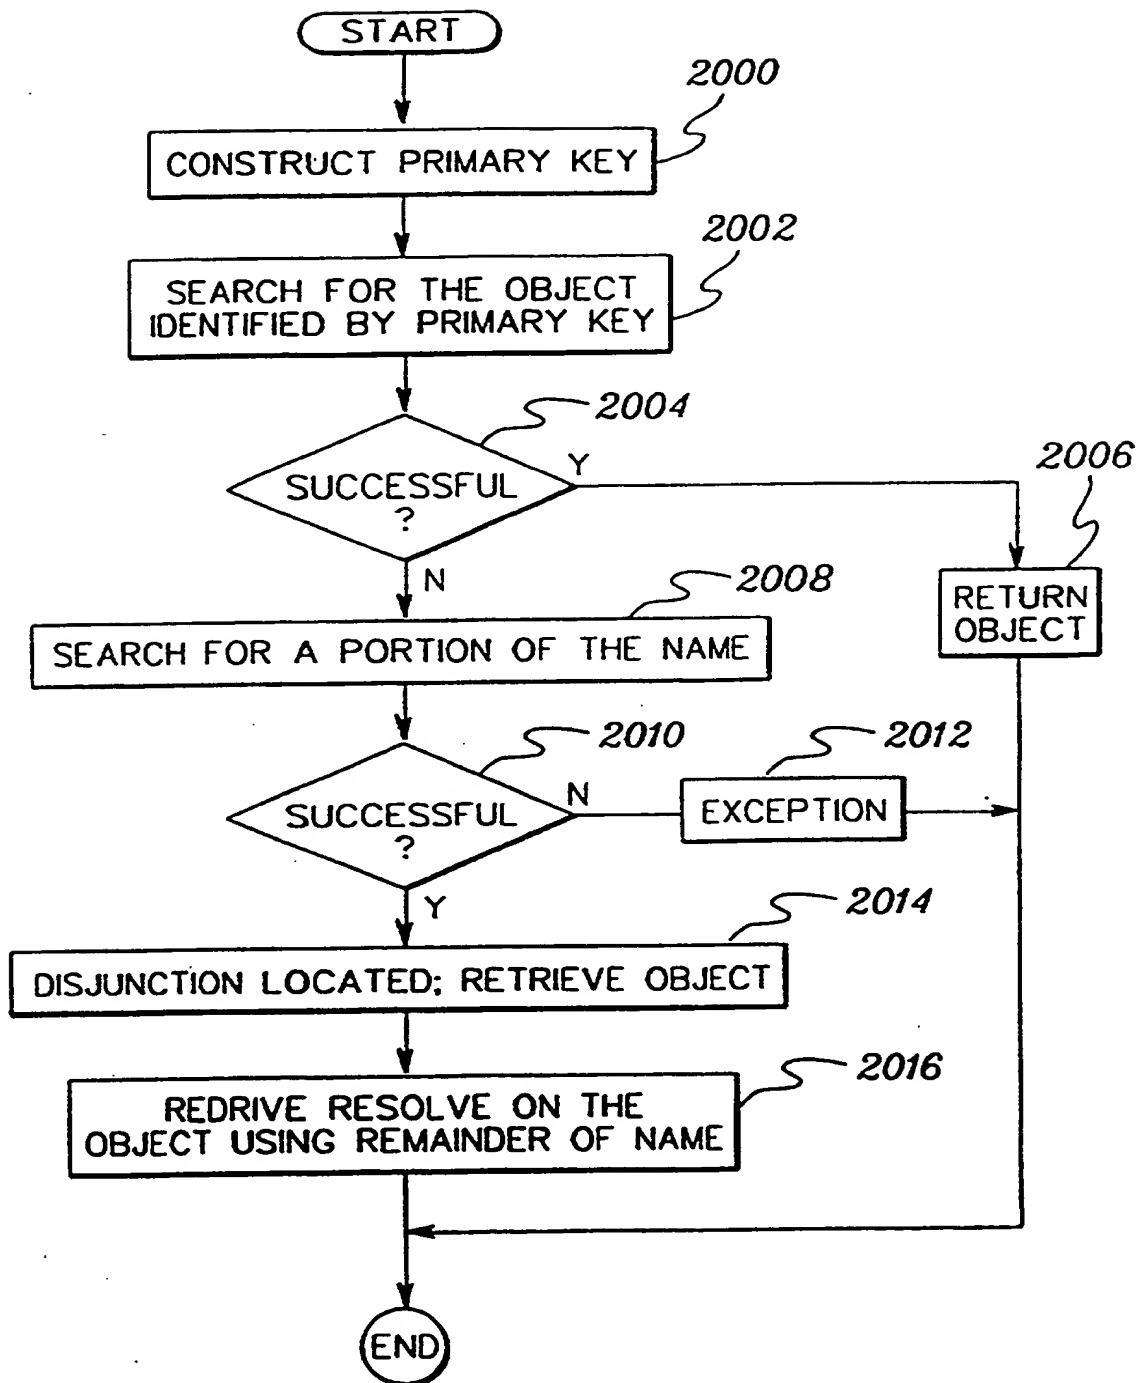 START
2000
CONSTRUCT PRIMARY KEY
2002
SEARCH FOR THE OBJECT
IDENTIFIED BY PRIMARY KEY
2004
SUCCESSFUL
?
Y
2006
RETURN
OBJECT
N
2008
SEARCH FOR A PORTION OF THE NAME
2010
SUCCESSFUL
?
N
2012
EXCEPTION
Y
2014
DISJUNCTION LOCATED; RETRIEVE OBJECT
2016
REDRIVE RESOLVE ON THE
OBJECT USING REMAINDER OF NAME
END